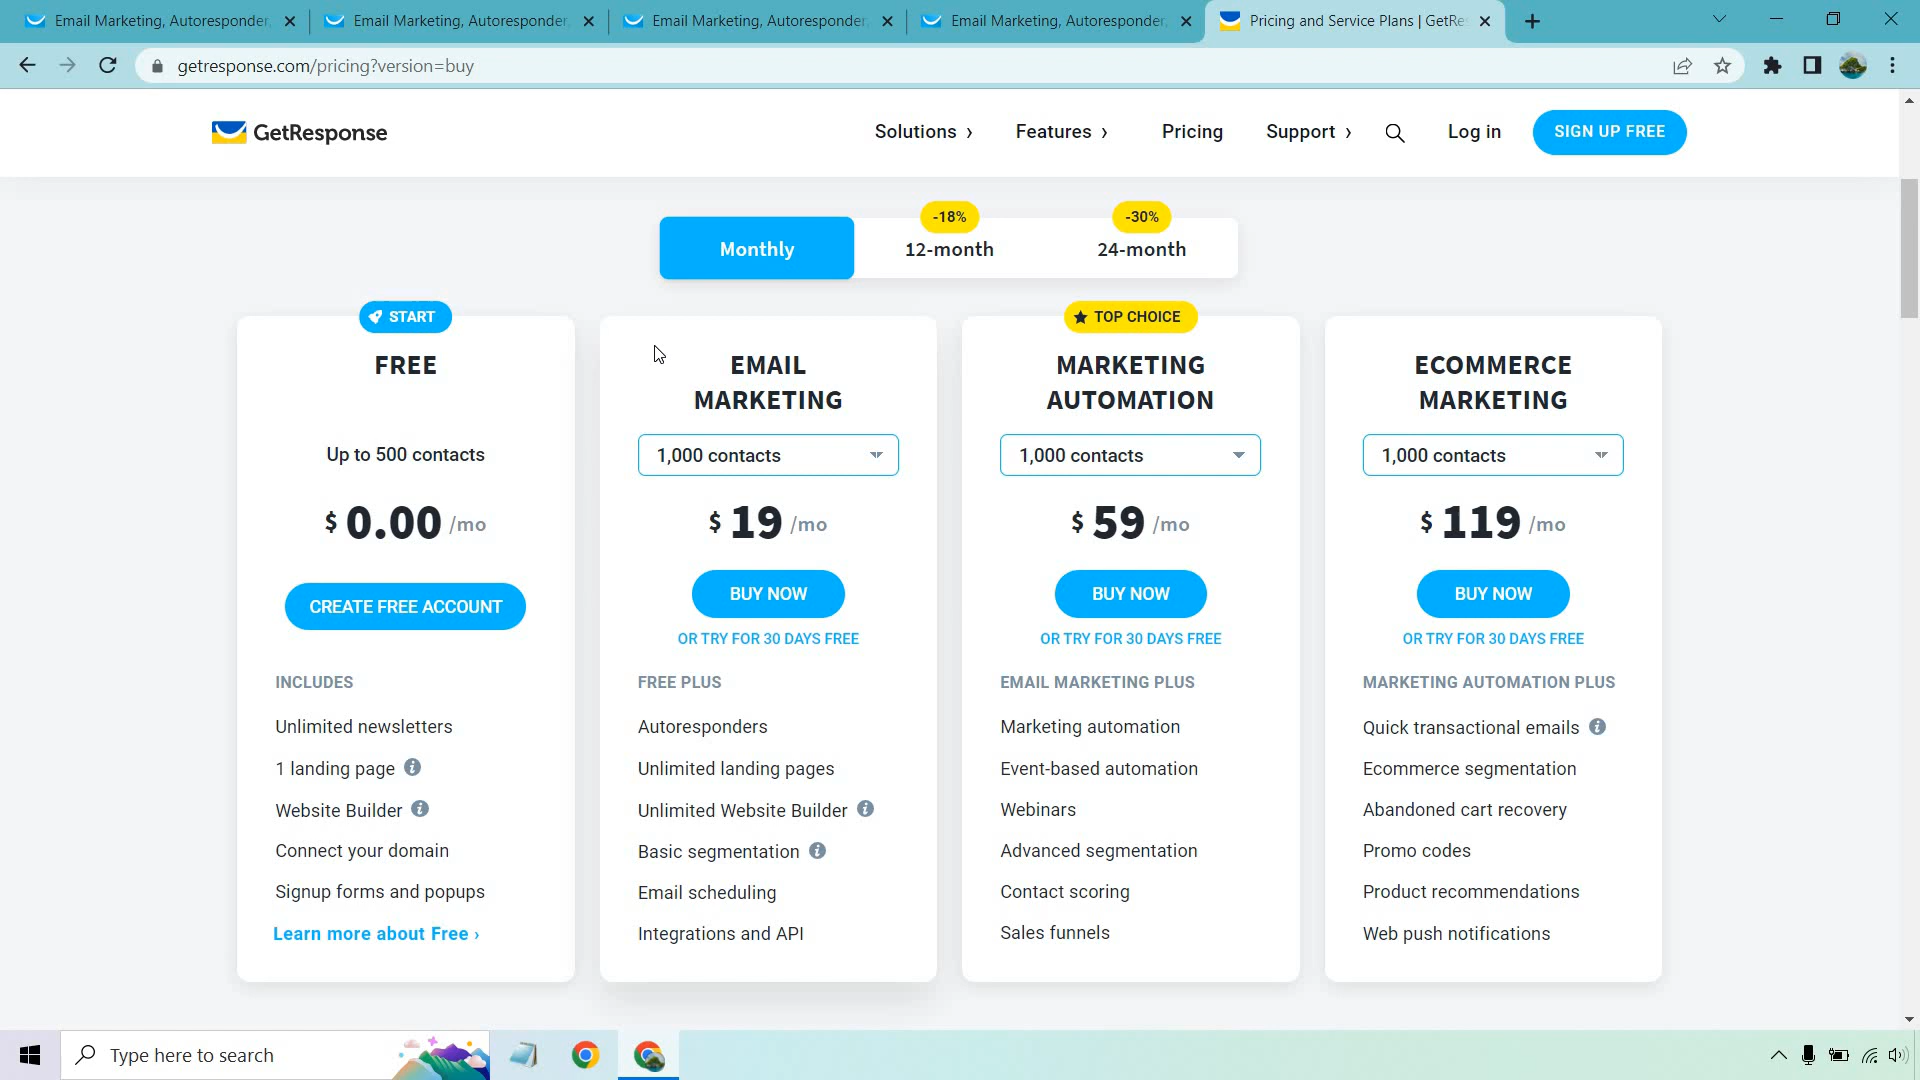 Email Marketing, Autoresponder,
Email Marketing, Autoresponder,
Email Marketing, Autoresponder,
Email Marketing, Autoresponder,
Pricing and Service Plans | GetRes
getresponse.com/pricing?version=buy
GetResponse
Solutions ›
Features ›
Pricing
Support ›
Log in
SIGN UP FREE
Monthly
-18%
12-month
-30%
24-month
START
FREE
Up to 500 contacts
$ 0.00 /mo
CREATE FREE ACCOUNT
INCLUDES
Unlimited newsletters
1 landing page
Website Builder
Connect your domain
Signup forms and popups
Learn more about Free ›
EMAIL
MARKETING
1,000 contacts
$ 19 /mo
BUY NOW
OR TRY FOR 30 DAYS FREE
FREE PLUS
Autoresponders
Unlimited landing pages
Unlimited Website Builder
Basic segmentation
Email scheduling
Integrations and API
TOP CHOICE
MARKETING
AUTOMATION
1,000 contacts
$ 59 /mo
BUY NOW
OR TRY FOR 30 DAYS FREE
EMAIL MARKETING PLUS
Marketing automation
Event-based automation
Webinars
Advanced segmentation
Contact scoring
Sales funnels
ECOMMERCE
MARKETING
1,000 contacts
$ 119 /mo
BUY NOW
OR TRY FOR 30 DAYS FREE
MARKETING AUTOMATION PLUS
Quick transactional emails
Ecommerce segmentation
Abandoned cart recovery
Promo codes
Product recommendations
Web push notifications
Type here to search